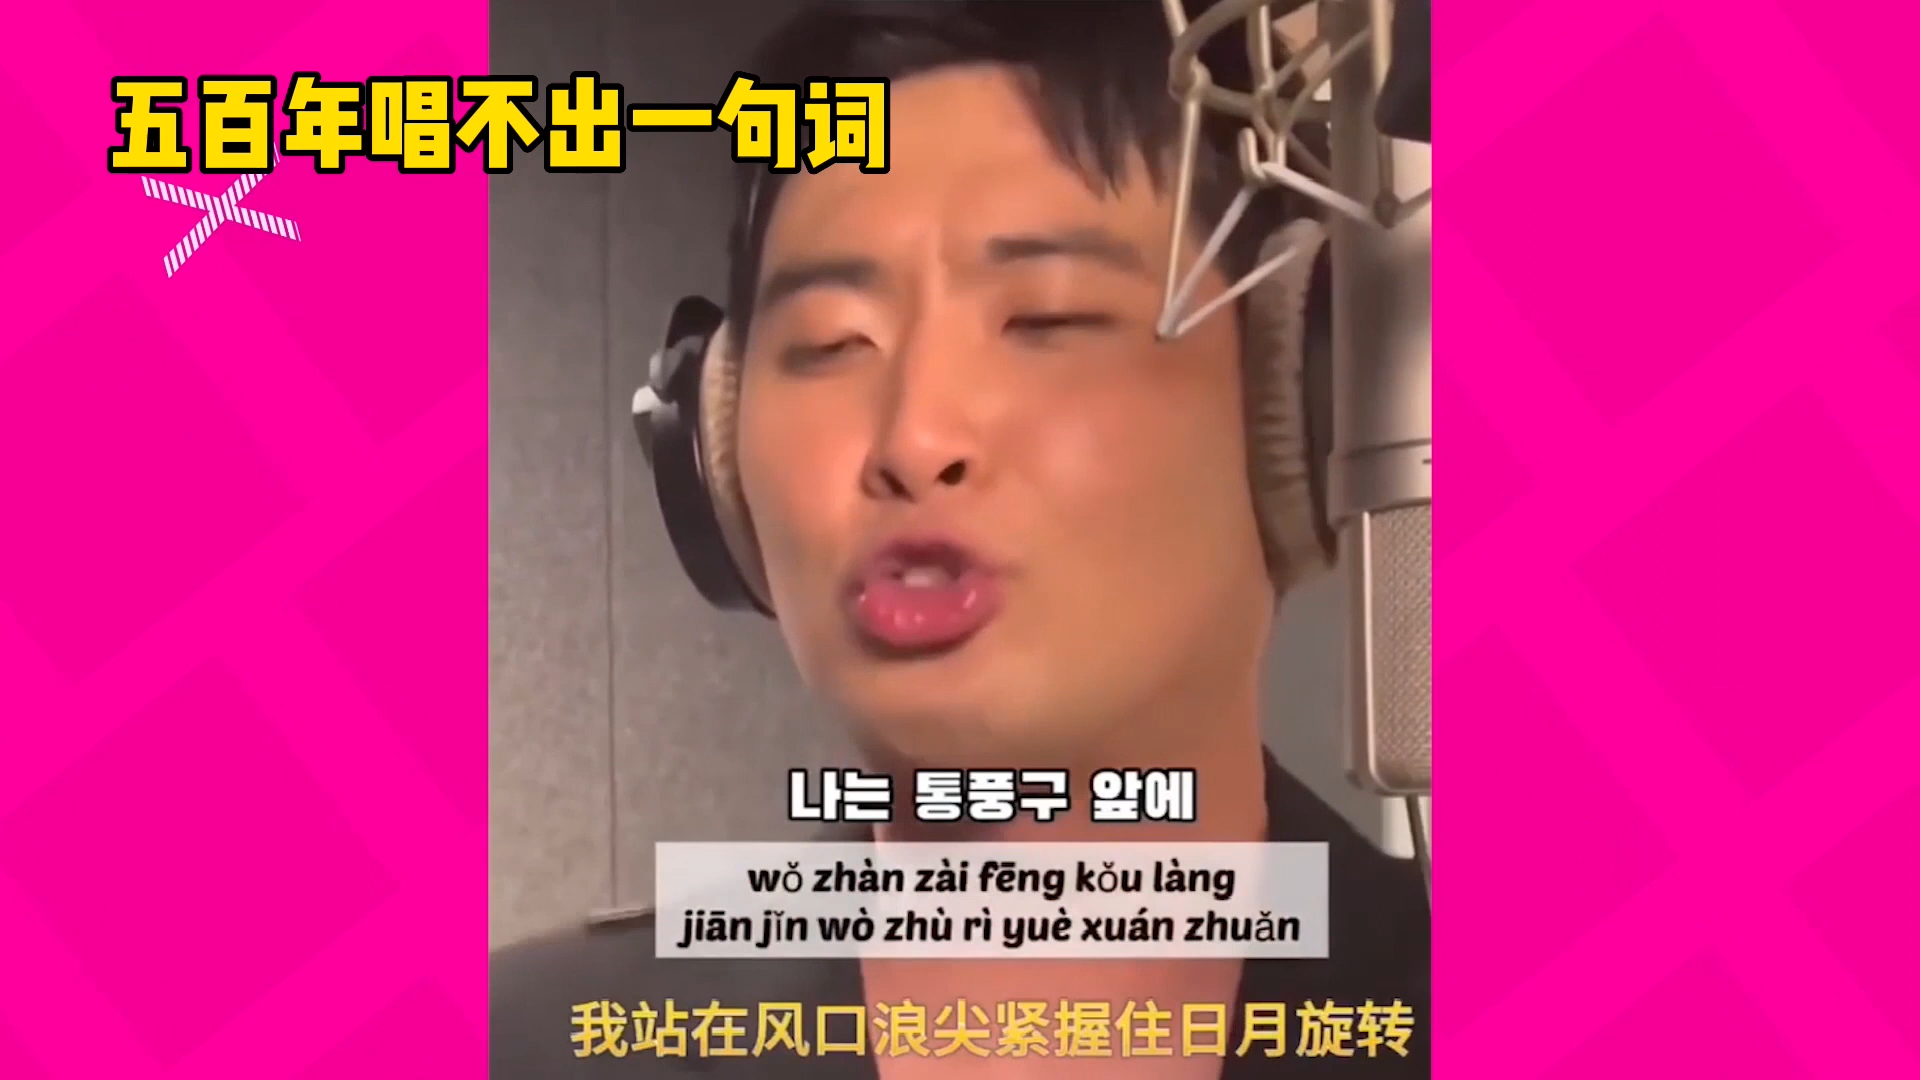 五百年唱不出一句词
나는 통풍구 앞에
wǒ zhàn zài fēng kǒu làng
jiān jǐn wò zhù rì yuè xuán zhuǎn
我站在风口浪尖紧握住日月旋转